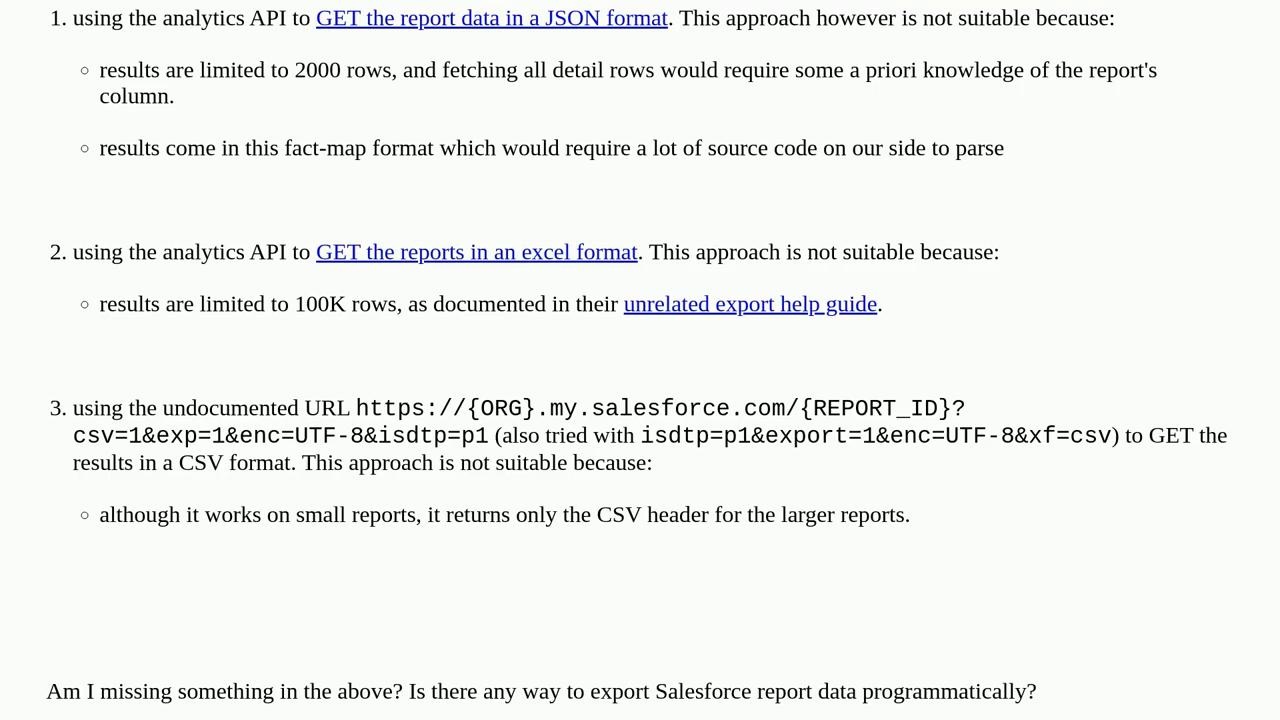 1. using the analytics API to GET the report data in a JSON format. This approach however is not suitable because:
◦ results are limited to 2000 rows, and fetching all detail rows would require some a priori knowledge of the report's
column.
◦ results come in this fact-map format which would require a lot of source code on our side to parse
2. using the analytics API to GET the reports in an excel format. This approach is not suitable because:
◦ results are limited to 100K rows, as documented in their unrelated export help guide.
3. using the undocumented URL https://{ORG}.my.salesforce.com/{REPORT_ID}?
csv=1&exp=1&enc=UTF-8&isdtp=p1 (also tried with isdtp=p1&export=1&enc=UTF-8&xf=csv) to GET the
results in a CSV format. This approach is not suitable because:
◦ although it works on small reports, it returns only the CSV header for the larger reports.
Am I missing something in the above? Is there any way to export Salesforce report data programmatically?